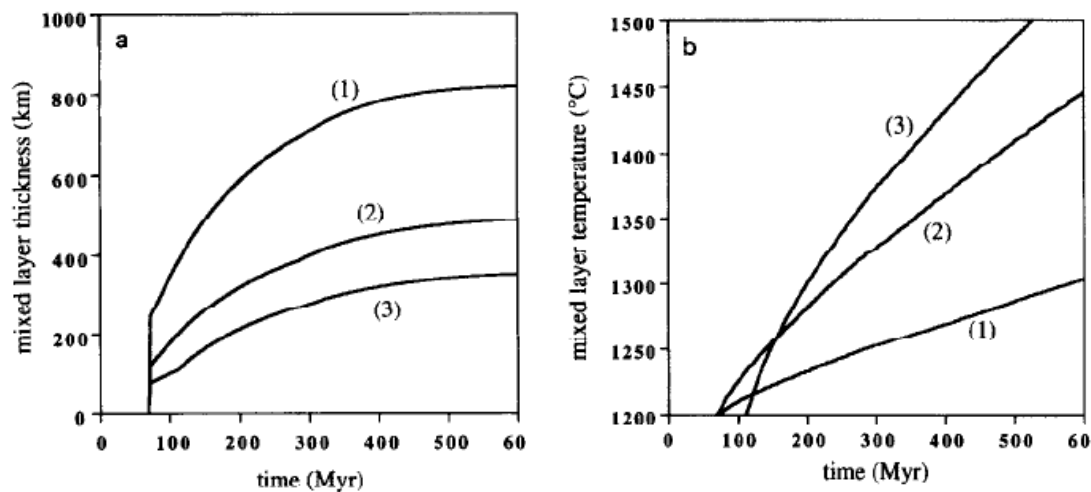 a
mixed layer thickness (km)
1000
800
600
400
200
0
(1)
(2)
(3)
0 100 200 300 400 500 60
time (Myr)
b
mixed layer temperature (°C)
1500
1450
1400
1350
1300
1250
1200
(3)
(2)
(1)
0 100 200 300 400 500 60
time (Myr)